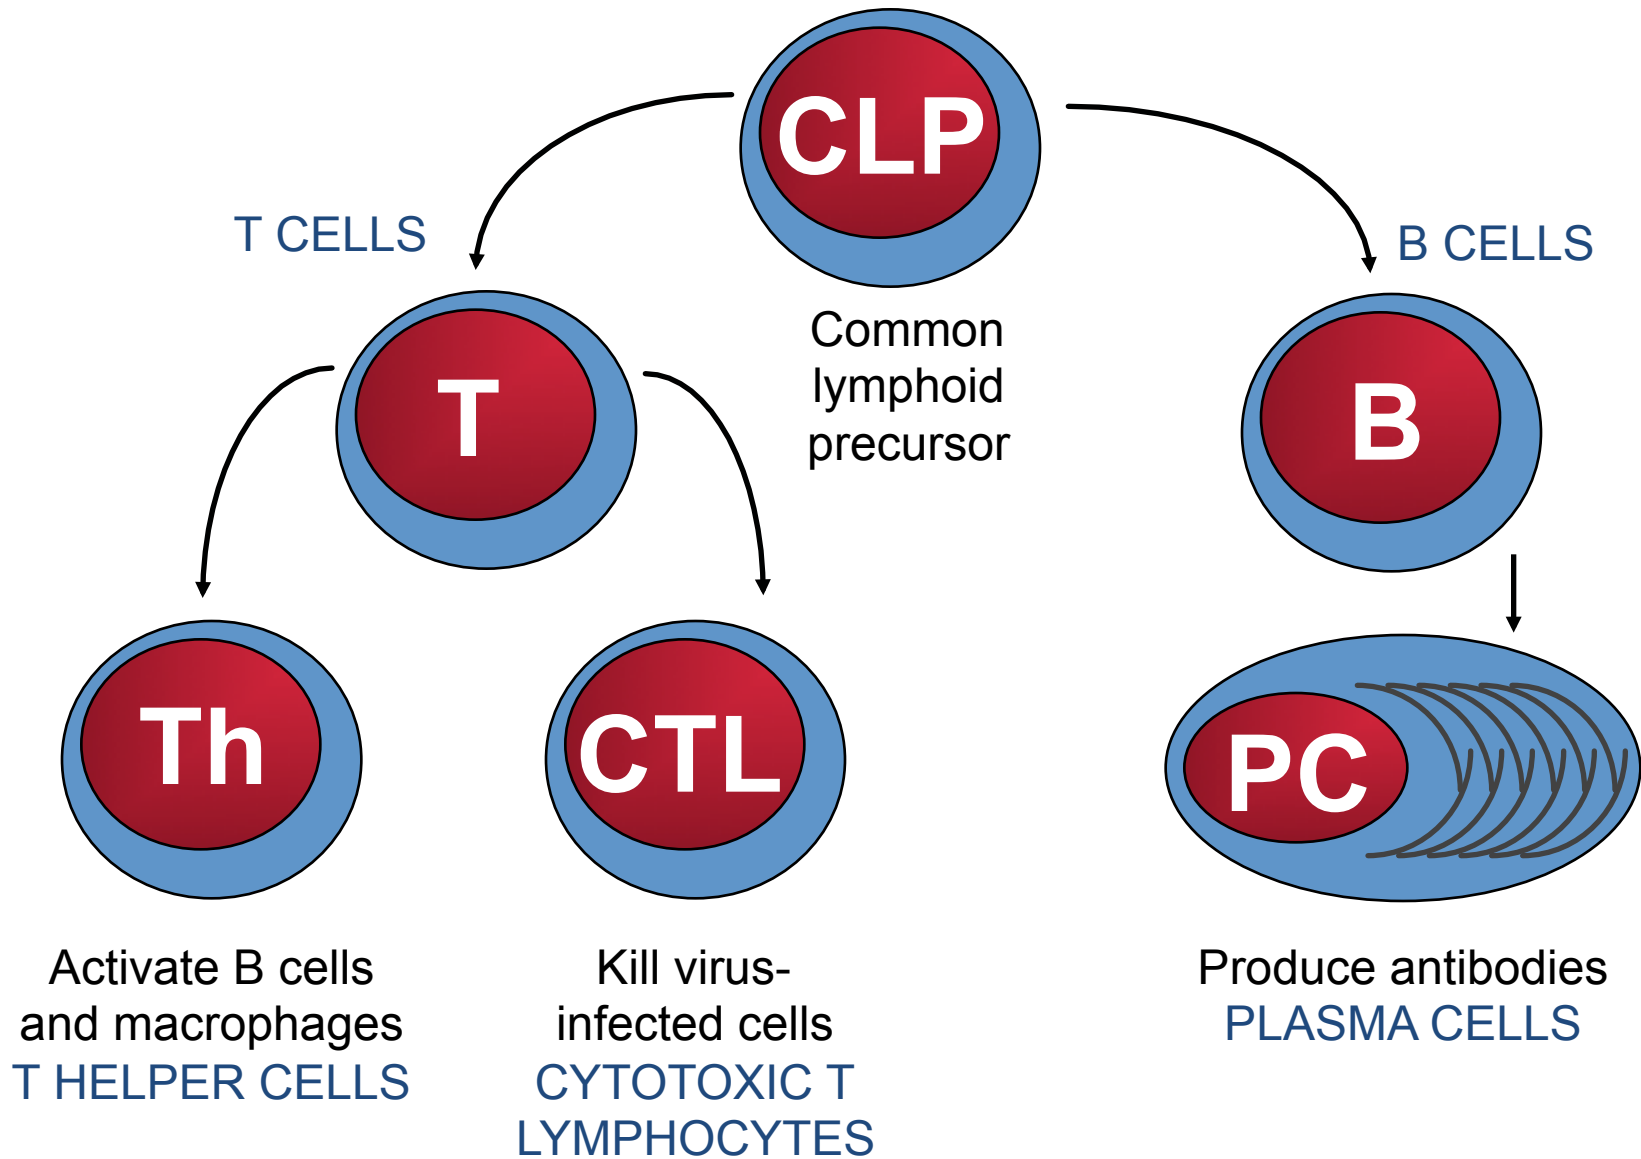 CLP
Common
lymphoid
precursor
T CELLS
B CELLS
T
B
Th
CTL
PC
Activate B cells
and macrophages
T HELPER CELLS
Kill virus-
infected cells
CYTOTOXIC T
LYMPHOCYTES
Produce antibodies
PLASMA CELLS